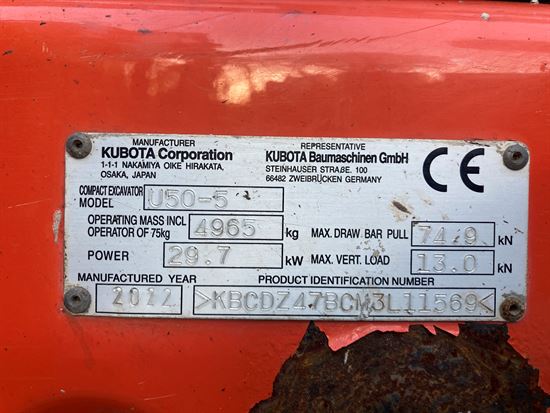 MANUFACTURER
KUBOTA Corporation
1-1-1 NAKAMIYA OIKE HIRAKATA,
OSAKA, JAPAN
REPRESENTATIVE
KUBOTA Baumaschinen GmbH
STEINHAUSER STRAßE. 100
66482 ZWEIBRÜCKEN GERMANY
CE
COMPACT EXCAVATOR
MODEL U50-5
OPERATING MASS INCL
OPERATOR OF 75kg 4965 kg
MAX. DRAW BAR PULL 74.9 kN
POWER 29.7 kW
MAX. VERT. LOAD 13.0 kN
MANUFACTURED YEAR
2022
PRODUCT IDENTIFICATION NUMBER
>KBCDZ47BCM3L11569<